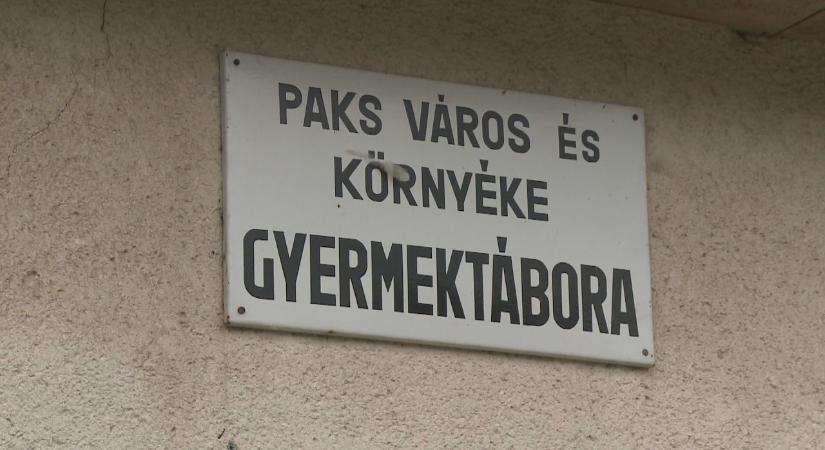 PAKS VÁROS ÉS
KÖRNYÉKE
GYERMEKTÁBORA